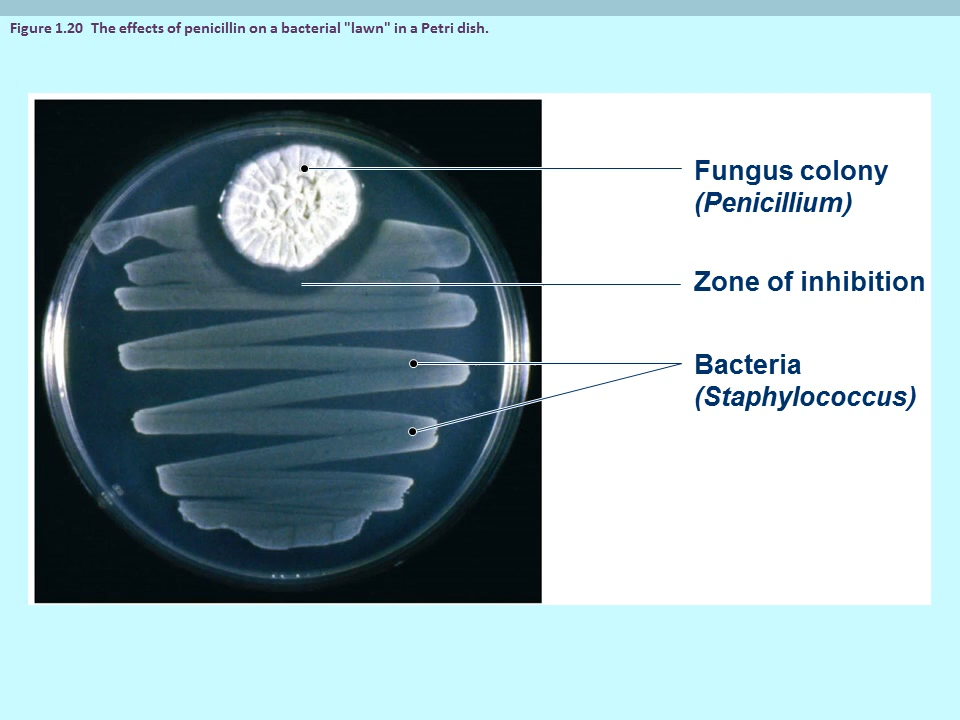 Figure 1.20 The effects of penicillin on a bacterial "lawn" in a Petri dish.
Fungus colony
(Penicillium)
Zone of inhibition
Bacteria
(Staphylococcus)